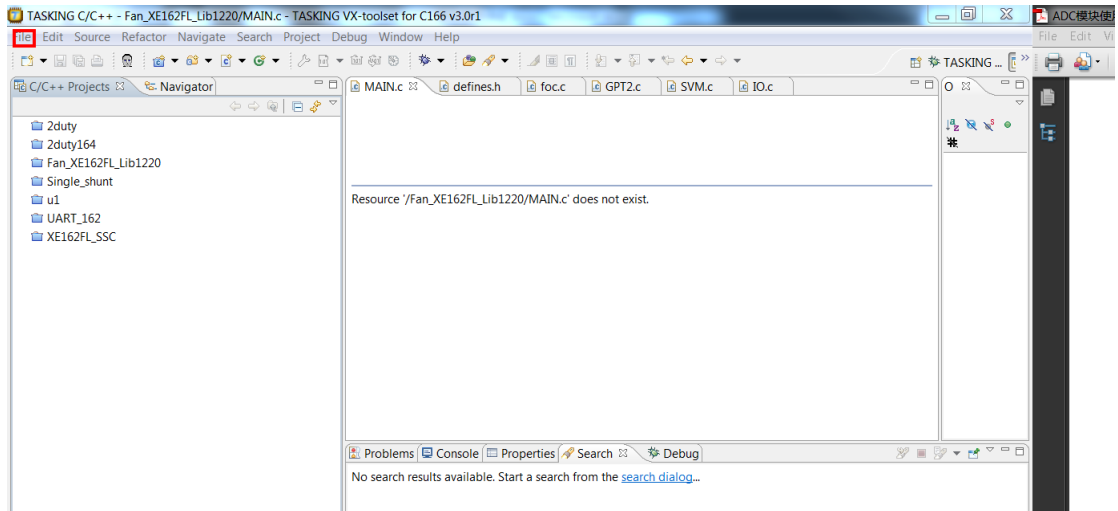 TASKING C/C++ - Fan_XE162FL_Lib1220/MAIN.c - TASKING VX-toolset for C166 v3.0r1
ADC模块使
File Edit Source Refactor Navigate Search Project Debug Window Help
File Edit Vi
TASKING ...
C/C++ Projects
Navigator
MAIN.c
defines.h
foc.c
GPT2.c
SVM.c
IO.c
O
2duty
2duty164
Fan_XE162FL_Lib1220
Single_shunt
u1
UART_162
XE162FL_SSC
Resource '/Fan_XE162FL_Lib1220/MAIN.c' does not exist.
Problems Console Properties Search Debug
No search results available. Start a search from the search dialog...